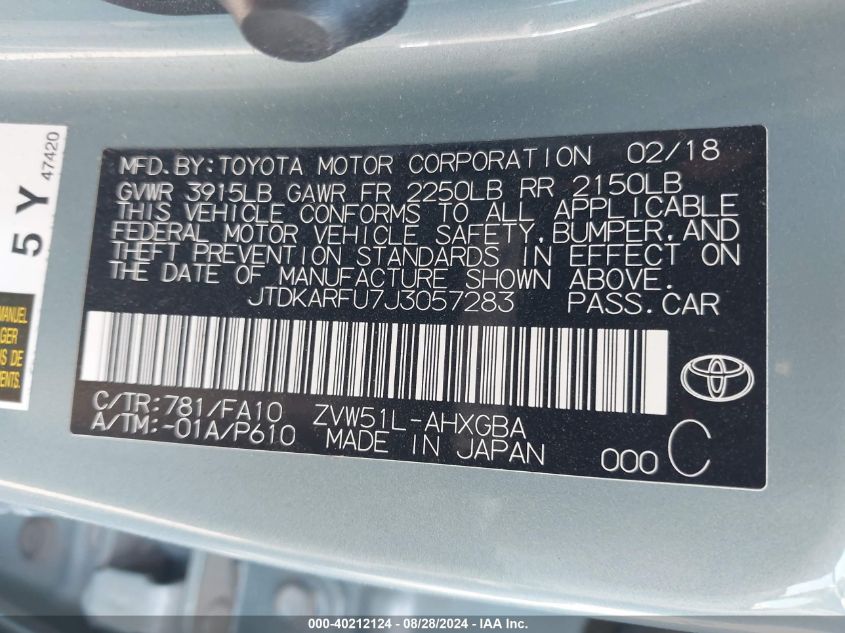 MFD.BY:TOYOTA MOTOR CORPORATION 02/18
GVWR 3915LB GAWR FR 2250LB RR 2150LB
THIS VEHICLE CONFORMS TO ALL APPLICABLE
FEDERAL MOTOR VEHICLE SAFETY,BUMPER,AND
THEFT PREVENTION STANDARDS IN EFFECT ON
THE DATE OF MANUFACTURE SHOWN ABOVE.
JTDKARFU7J3057283 PASS.CAR
C/TR:781/FA10 ZVW51L-AHXGBA
A/TM:-01A/P610 MADE IN JAPAN 000 C
5 Y
47420
MANUEL
DE
000-40212124 - 08/28/2024 - IAA Inc.